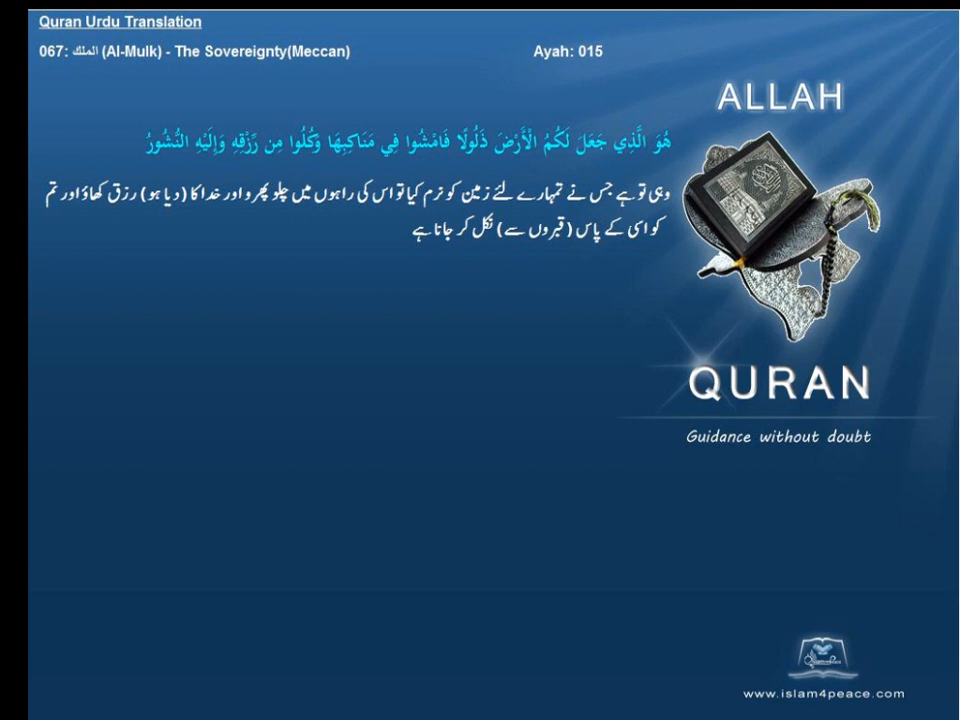 Quran Urdu Translation
067: الملك (Al-Mulk) - The Sovereignty(Meccan) Ayah: 015
ALLAH
هُوَ الَّذِي جَعَلَ لَكُمُ الْأَرْضَ ذَلُولًا فَامْشُوا فِي مَنَاكِبِهَا وَكُلُوا مِن رِّزْقِهِ وَإِلَيْهِ النُّشُورُ
وہی تو ہے جس نے تمہارے لئے زمین کو نرم کیا تو اس کی راہوں میں چلو پھرو اور خدا کا (دیا ہو) رزق کھاؤ اور تم
کو اسی کے پاس (قبروں سے) نکل کر جانا ہے
QURAN
Guidance without doubt
www.islam4peace.com